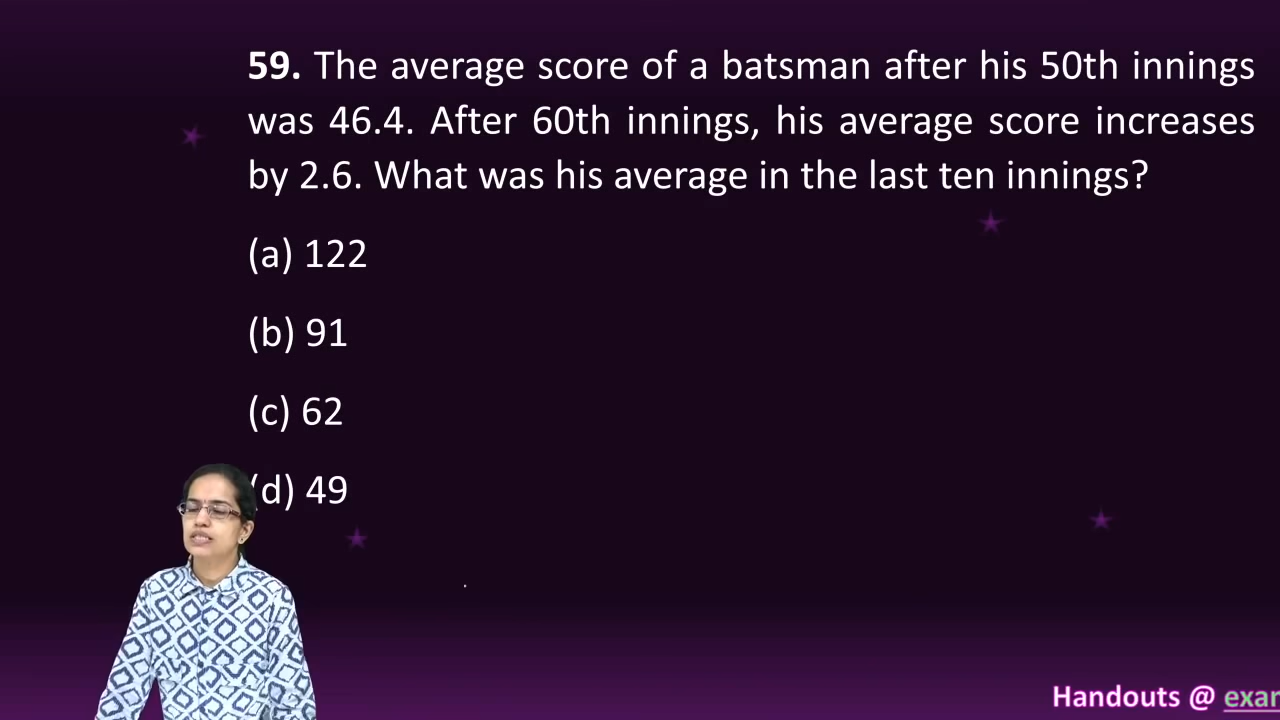 59. The average score of a batsman after his 50th innings
was 46.4. After 60th innings, his average score increases
by 2.6. What was his average in the last ten innings?
(a) 122
(b) 91
(c) 62
(d) 49
Handouts @ exar